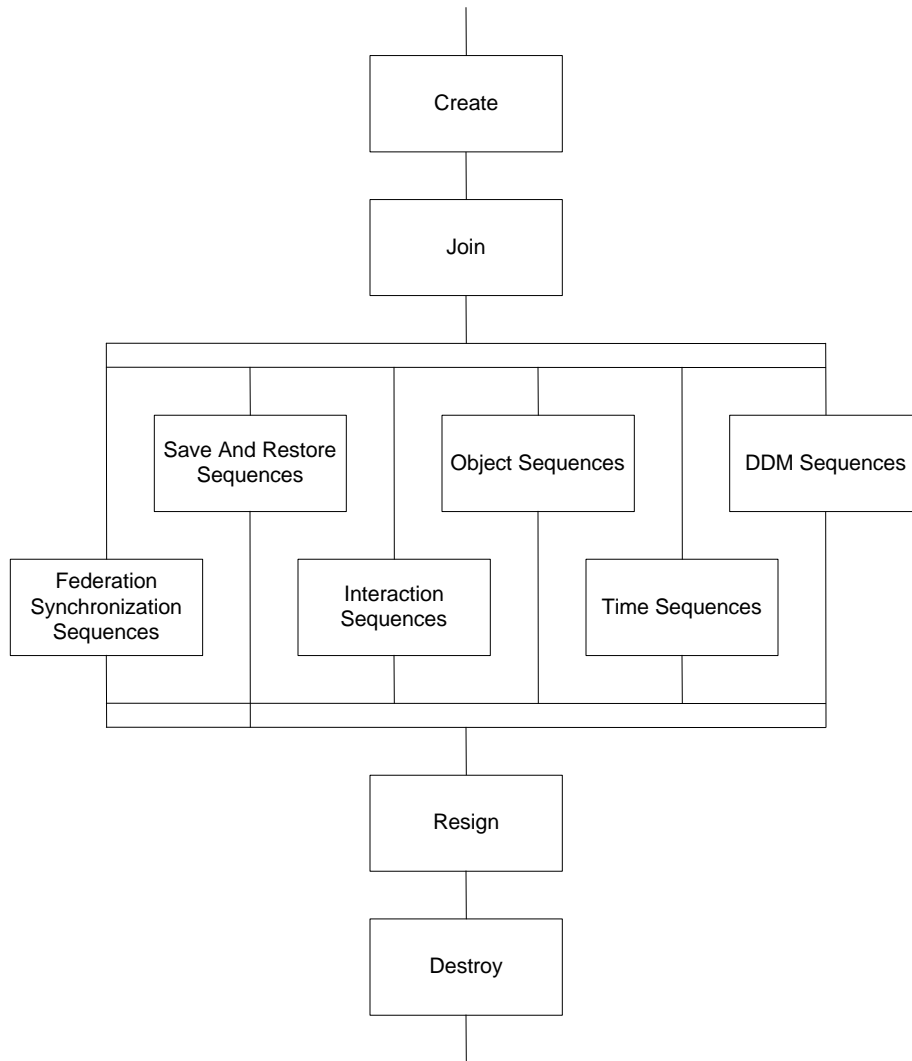 Create
Join
Save And Restore
Sequences
Object Sequences
DDM Sequences
Federation
Synchronization
Sequences
Interaction
Sequences
Time Sequences
Resign
Destroy